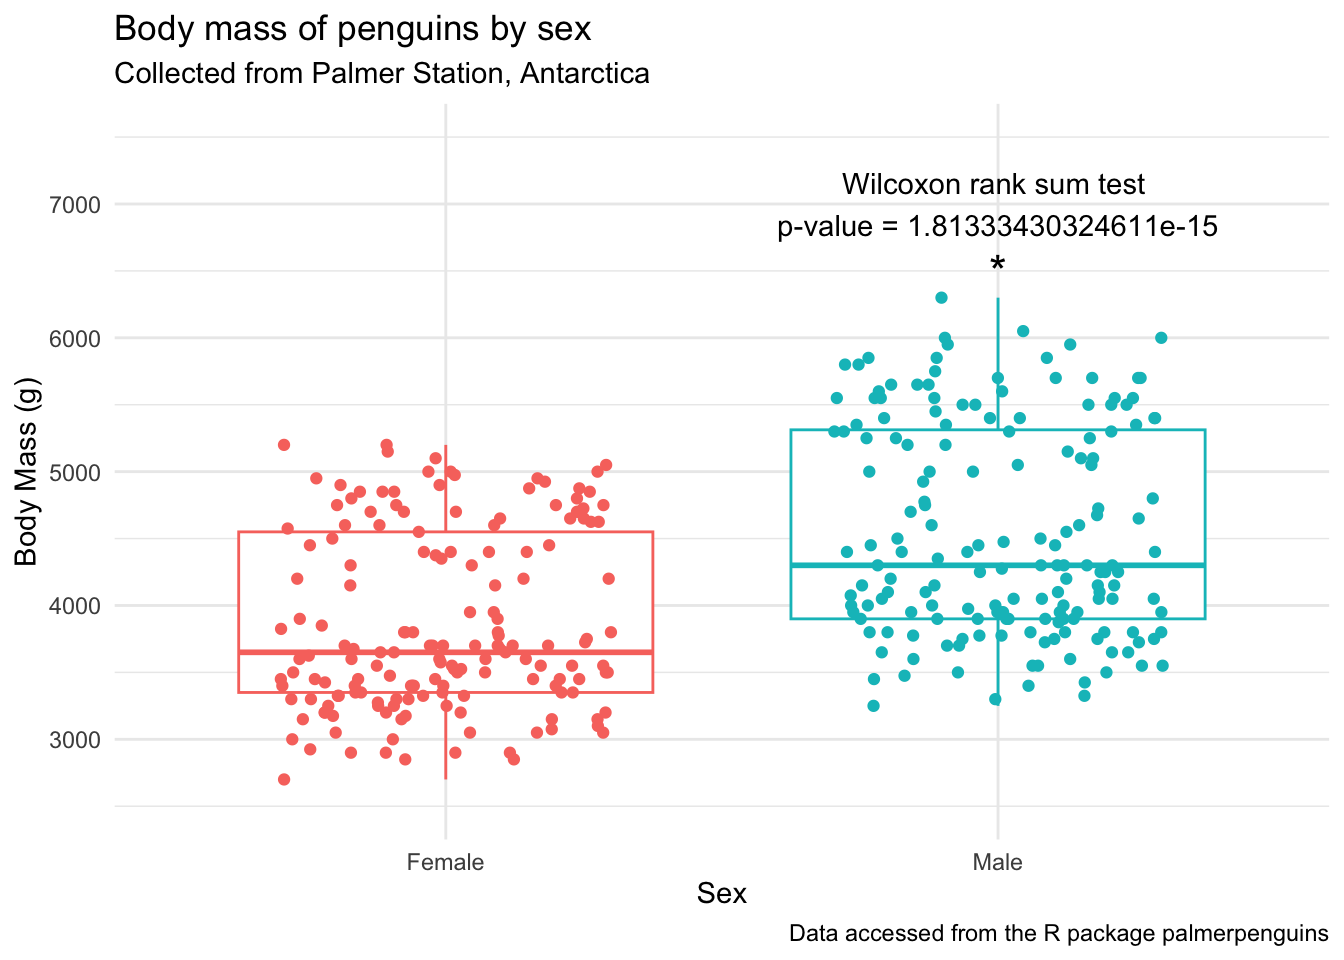 Body mass of penguins by sex
Collected from Palmer Station, Antarctica
Wilcoxon rank sum test
p-value = 1.81333430324611e-15
*
7000
6000
5000
4000
3000
Body Mass (g)
Female
Male
Sex
Data accessed from the R package palmerpenguins